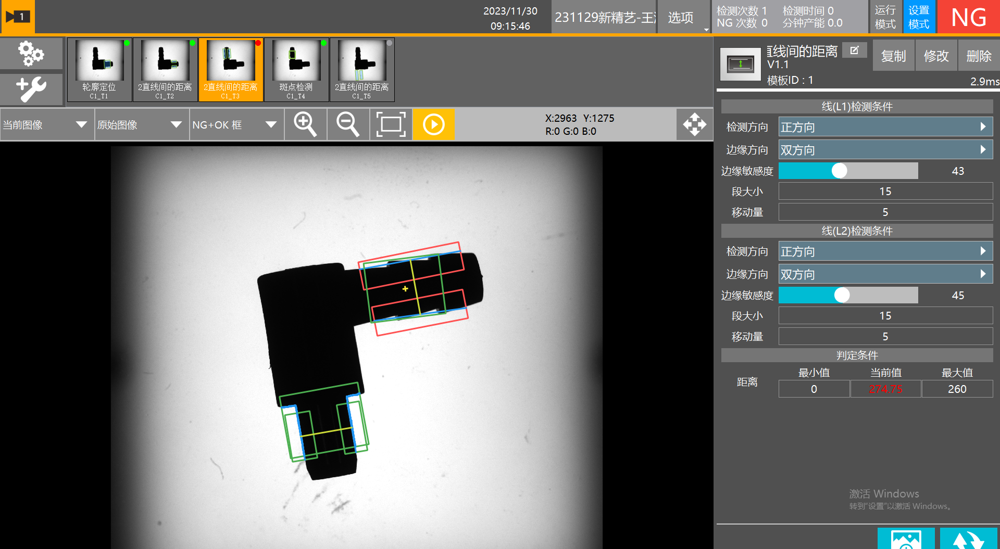 1
2023/11/30
09:15:46
231129新精艺-王
选项
检测次数 1
NG 次数 0
检测时间 0
分钟产能 0.0
运行
模式
设置
模式
NG
轮廓定位
C1_T1
2直线间的距离
C1_T2
2直线间的距离
C1_T3
斑点检测
C1_T4
2直线间的距离
C1_T5
直线间的距离
V1.1
模板ID : 1
复制
修改
删除
2.9ms
当前图像
原始图像
NG+OK 框
X:2963 Y:1275
R:0 G:0 B:0
线(L1)检测条件
检测方向
正方向
边缘方向
双方向
边缘敏感度
43
段大小
15
移动量
5
线(L2)检测条件
检测方向
正方向
边缘方向
双方向
边缘敏感度
45
段大小
15
移动量
5
判定条件
最小值
当前值
最大值
距离
0
274.75
260
激活 Windows
转到"设置"以激活 Windows。